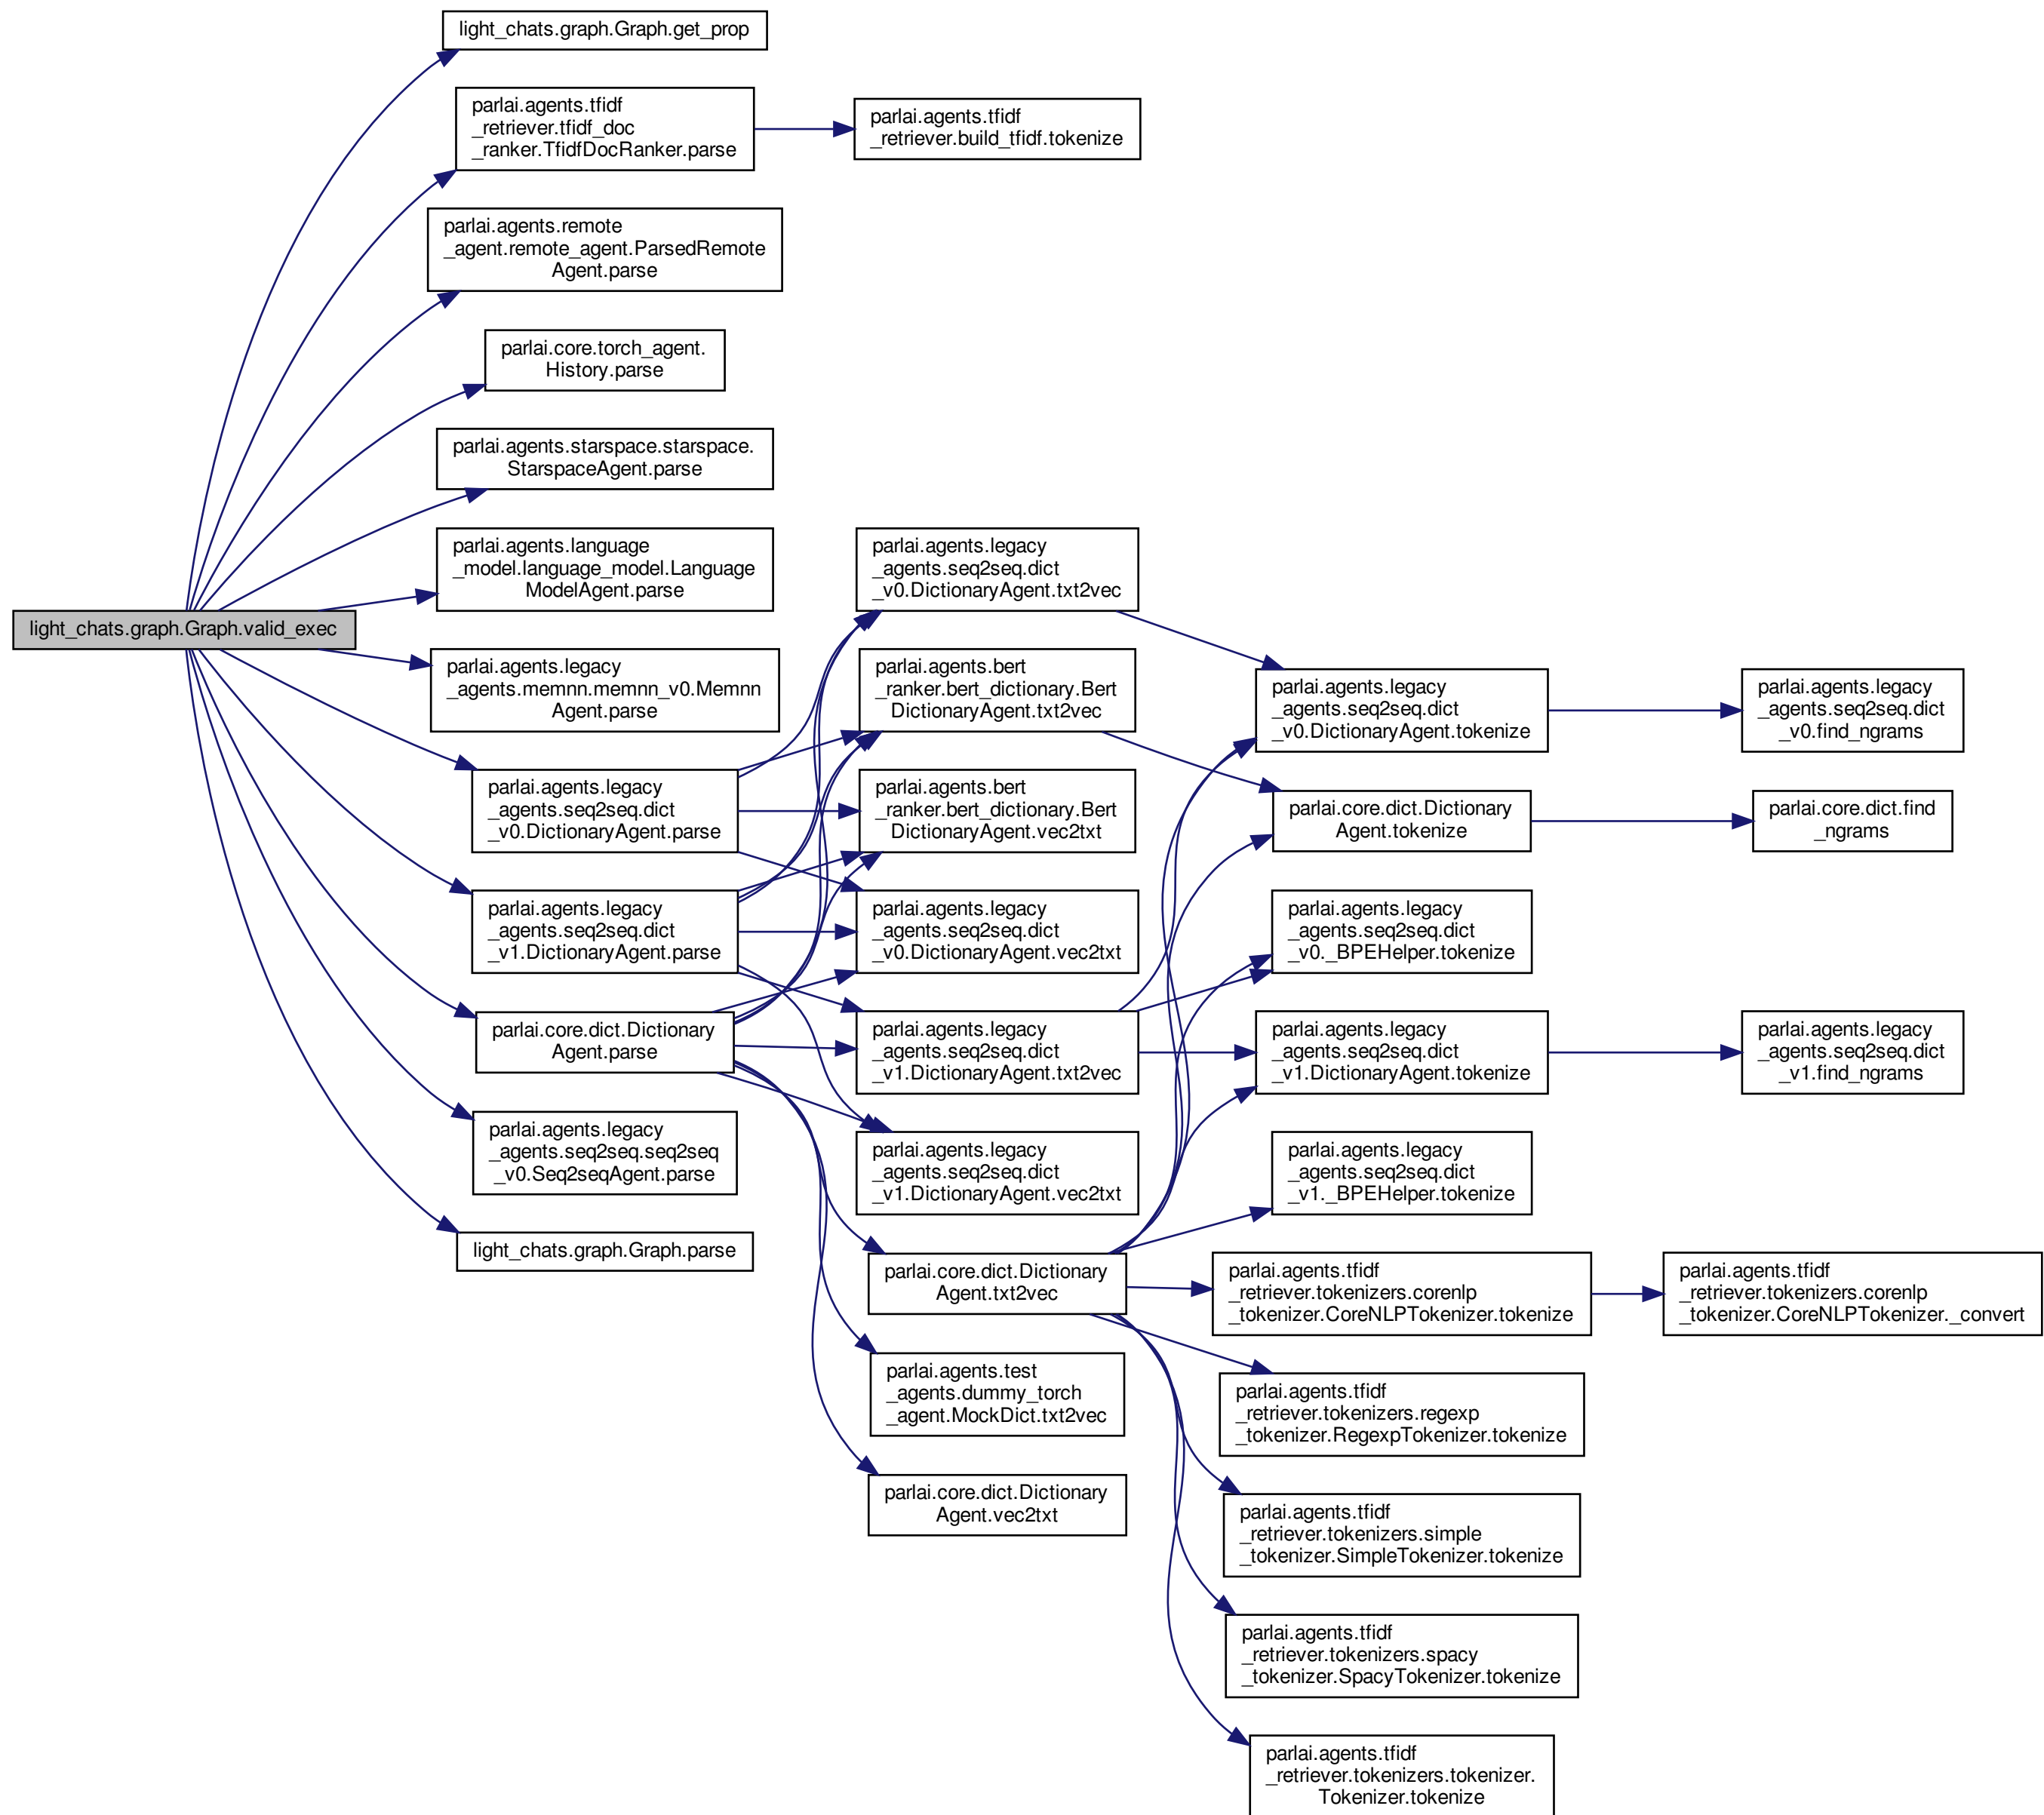 light_chats.graph.Graph.valid_exec
light_chats.graph.Graph.get_prop
parlai.agents.tfidf
_retriever.tfidf_doc
_ranker.TfidfDocRanker.parse
parlai.agents.remote
_agent.remote_agent.ParsedRemote
Agent.parse
parlai.core.torch_agent.
History.parse
parlai.agents.starspace.starspace.
StarspaceAgent.parse
parlai.agents.language
_model.language_model.Language
ModelAgent.parse
parlai.agents.legacy
_agents.memnn.memnn_v0.Memnn
Agent.parse
parlai.agents.legacy
_agents.seq2seq.dict
_v0.DictionaryAgent.parse
parlai.agents.legacy
_agents.seq2seq.dict
_v1.DictionaryAgent.parse
parlai.core.dict.Dictionary
Agent.parse
parlai.agents.legacy
_agents.seq2seq.seq2seq
_v0.Seq2seqAgent.parse
light_chats.graph.Graph.parse
parlai.agents.tfidf
_retriever.build_tfidf.tokenize
parlai.agents.legacy
_agents.seq2seq.dict
_v0.DictionaryAgent.txt2vec
parlai.agents.bert
_ranker.bert_dictionary.Bert
DictionaryAgent.txt2vec
parlai.agents.bert
_ranker.bert_dictionary.Bert
DictionaryAgent.vec2txt
parlai.agents.legacy
_agents.seq2seq.dict
_v0.DictionaryAgent.vec2txt
parlai.agents.legacy
_agents.seq2seq.dict
_v1.DictionaryAgent.txt2vec
parlai.agents.legacy
_agents.seq2seq.dict
_v1.DictionaryAgent.vec2txt
parlai.core.dict.Dictionary
Agent.txt2vec
parlai.agents.test
_agents.dummy_torch
_agent.MockDict.txt2vec
parlai.core.dict.Dictionary
Agent.vec2txt
parlai.agents.legacy
_agents.seq2seq.dict
_v0.DictionaryAgent.tokenize
parlai.core.dict.Dictionary
Agent.tokenize
parlai.agents.legacy
_agents.seq2seq.dict
_v0._BPEHelper.tokenize
parlai.agents.legacy
_agents.seq2seq.dict
_v1.DictionaryAgent.tokenize
parlai.agents.legacy
_agents.seq2seq.dict
_v1._BPEHelper.tokenize
parlai.agents.tfidf
_retriever.tokenizers.corenlp
_tokenizer.CoreNLPTokenizer.tokenize
parlai.agents.tfidf
_retriever.tokenizers.regexp
_tokenizer.RegexpTokenizer.tokenize
parlai.agents.tfidf
_retriever.tokenizers.simple
_tokenizer.SimpleTokenizer.tokenize
parlai.agents.tfidf
_retriever.tokenizers.spacy
_tokenizer.SpacyTokenizer.tokenize
parlai.agents.tfidf
_retriever.tokenizers.tokenizer.
Tokenizer.tokenize
parlai.agents.legacy
_agents.seq2seq.dict
_v0.find_ngrams
parlai.core.dict.find
_ngrams
parlai.agents.legacy
_agents.seq2seq.dict
_v1.find_ngrams
parlai.agents.tfidf
_retriever.tokenizers.corenlp
_tokenizer.CoreNLPTokenizer._convert